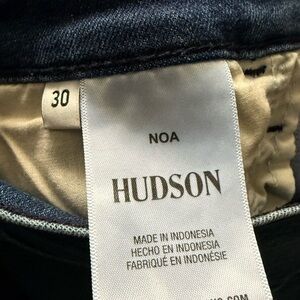 30
NOA
HUDSON
MADE IN INDONESIA
HECHO EN INDONESIA
FABRIQUÉ EN INDONÉSIE